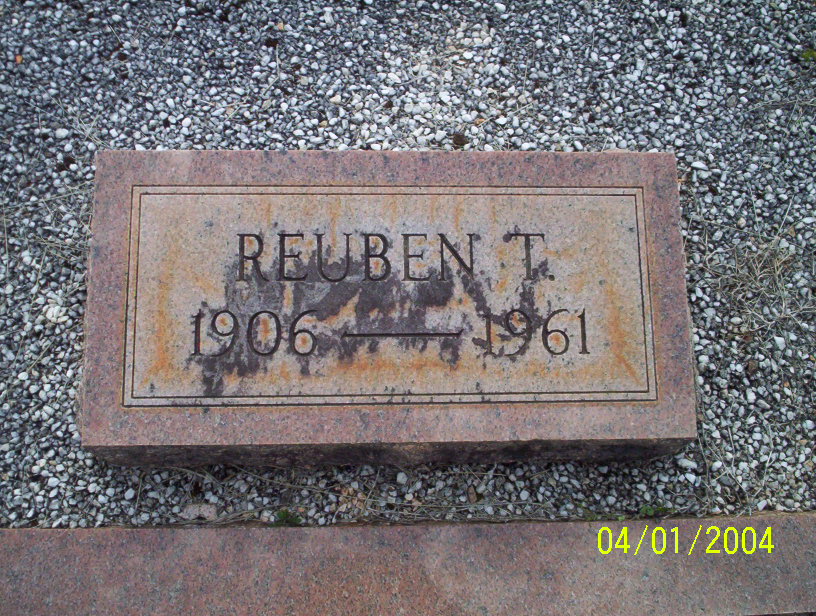 REUBEN T.
1906 — 1961
04/01/2004